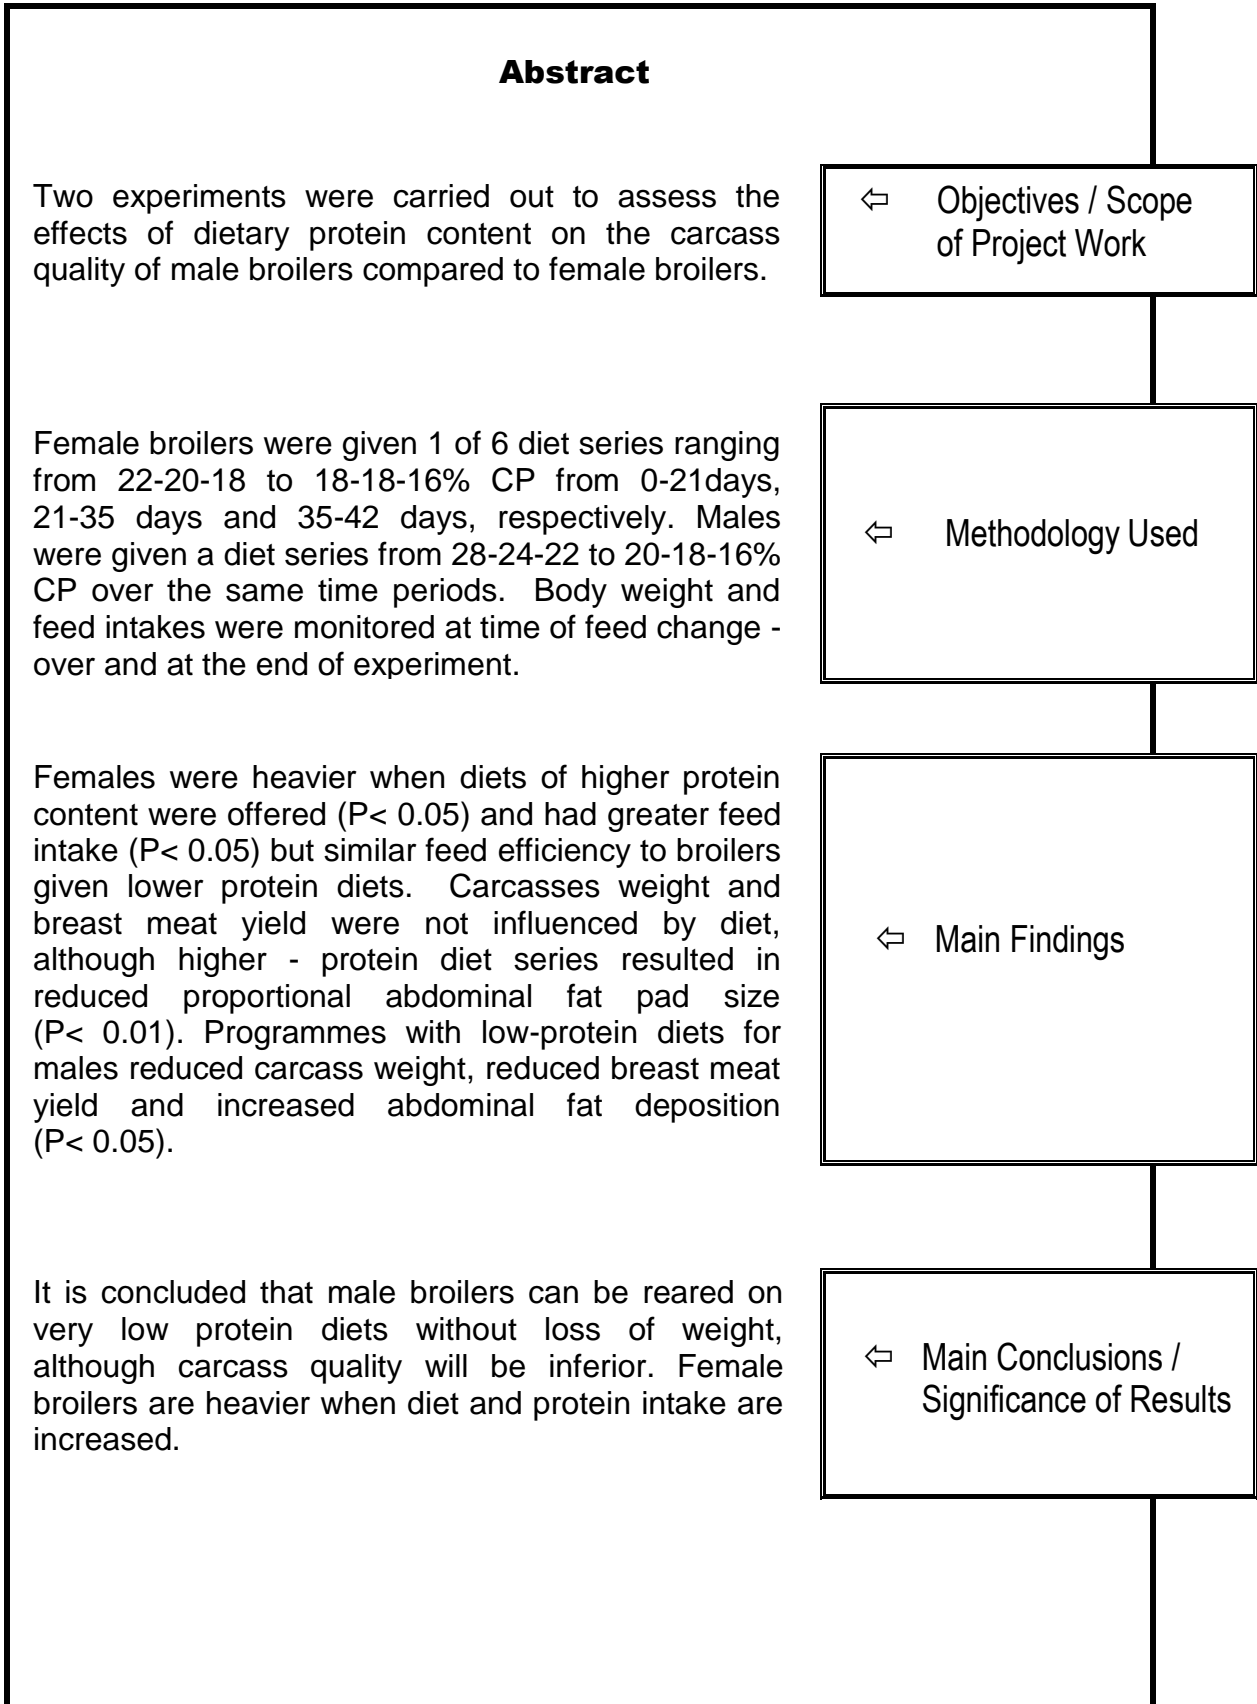 Abstract
Two experiments were carried out to assess the
effects of dietary protein content on the carcass
quality of male broilers compared to female broilers.
⇦ Objectives / Scope
of Project Work
Female broilers were given 1 of 6 diet series ranging
from 22-20-18 to 18-18-16% CP from 0-21days,
21-35 days and 35-42 days, respectively. Males
were given a diet series from 28-24-22 to 20-18-16%
CP over the same time periods. Body weight and
feed intakes were monitored at time of feed change -
over and at the end of experiment.
⇦ Methodology Used
Females were heavier when diets of higher protein
content were offered (P< 0.05) and had greater feed
intake (P< 0.05) but similar feed efficiency to broilers
given lower protein diets. Carcasses weight and
breast meat yield were not influenced by diet,
although higher - protein diet series resulted in
reduced proportional abdominal fat pad size
(P< 0.01). Programmes with low-protein diets for
males reduced carcass weight, reduced breast meat
yield and increased abdominal fat deposition
(P< 0.05).
⇦ Main Findings
It is concluded that male broilers can be reared on
very low protein diets without loss of weight,
although carcass quality will be inferior. Female
broilers are heavier when diet and protein intake are
increased.
⇦ Main Conclusions /
Significance of Results